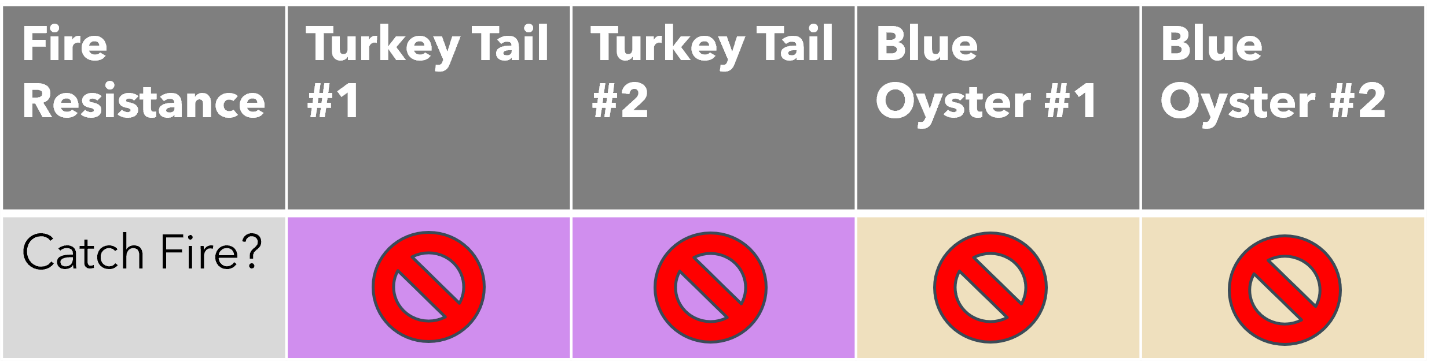 Fire
Resistance
Turkey Tail
#1
Turkey Tail
#2
Blue
Oyster #1
Blue
Oyster #2
Catch Fire?